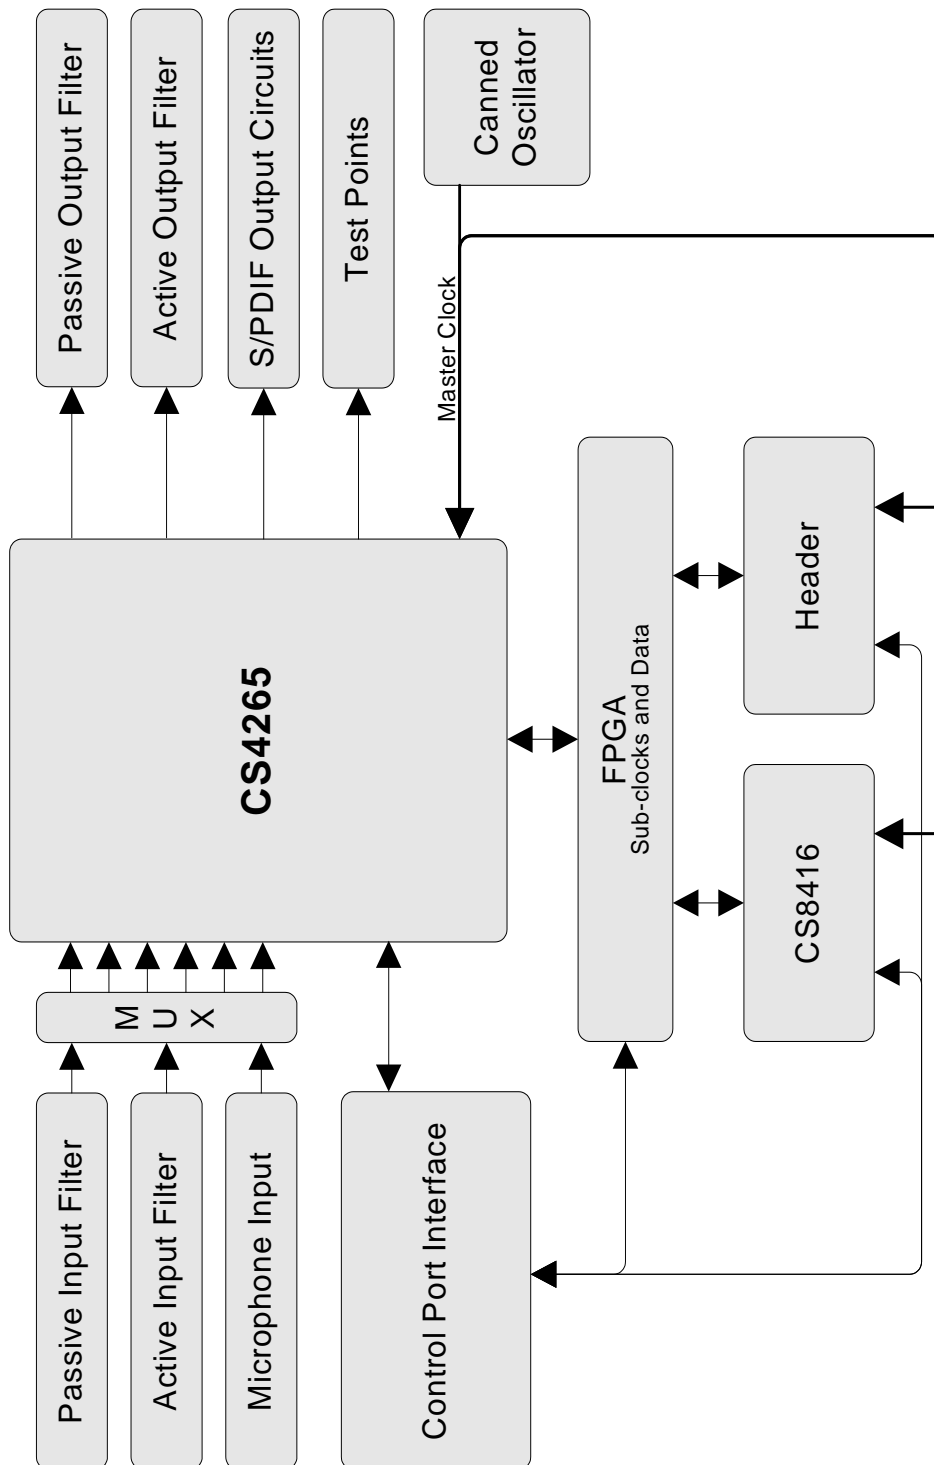 Passive Input Filter
Active Input Filter
Microphone Input
Control Port Interface
M
U
X
CS4265
FPGA
Sub-clocks and Data
CS8416
Header
Master Clock
Passive Output Filter
Active Output Filter
S/PDIF Output Circuits
Test Points
Canned
Oscillator